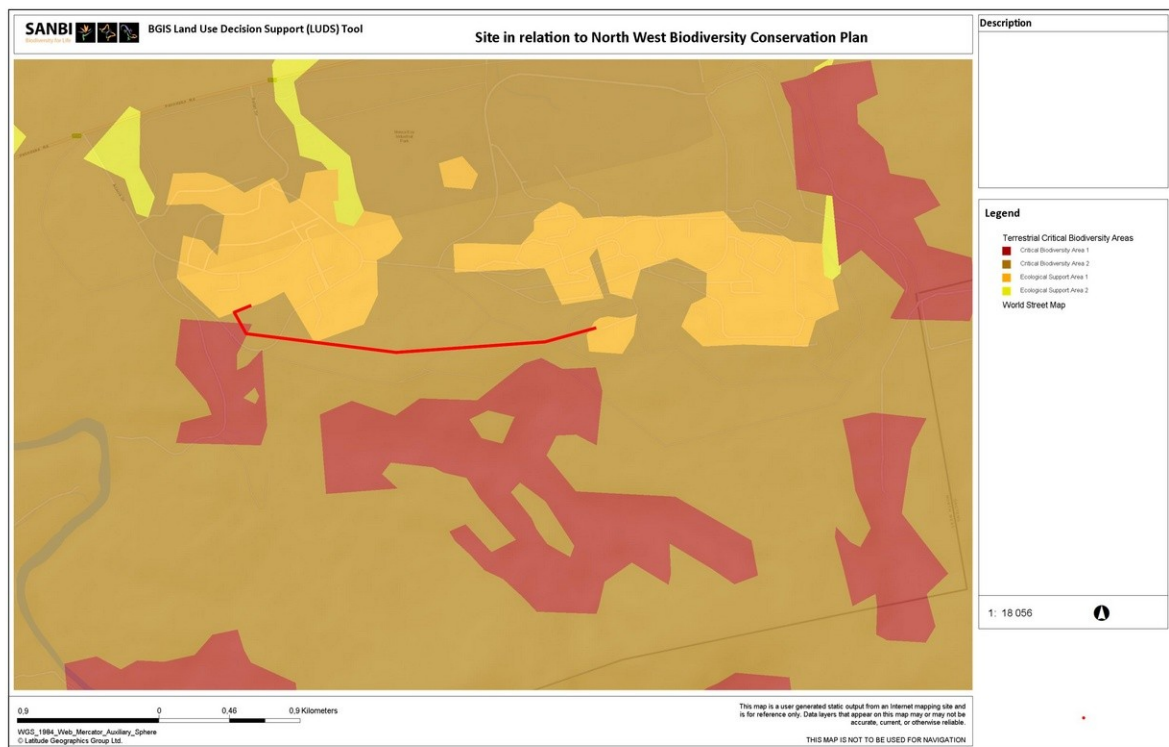 SANBI
Biodiversity for Life
BGIS Land Use Decision Support (LUDS) Tool
Site in relation to North West Biodiversity Conservation Plan
Description
Legend
Terrestrial Critical Biodiversity Areas
Critical Biodiversity Area 1
Critical Biodiversity Area 2
Ecological Support Area 1
Ecological Support Area 2
World Street Map
1: 18 056
0,9
0
0,46
0,9 Kilometers
WGS_1984_Web_Mercator_Auxiliary_Sphere
© Latitude Geographics Group Ltd.
This map is a user generated static output from an Internet mapping site and
is for reference only. Data layers that appear on this map may or may not be
accurate, current, or otherwise reliable.
THIS MAP IS NOT TO BE USED FOR NAVIGATION